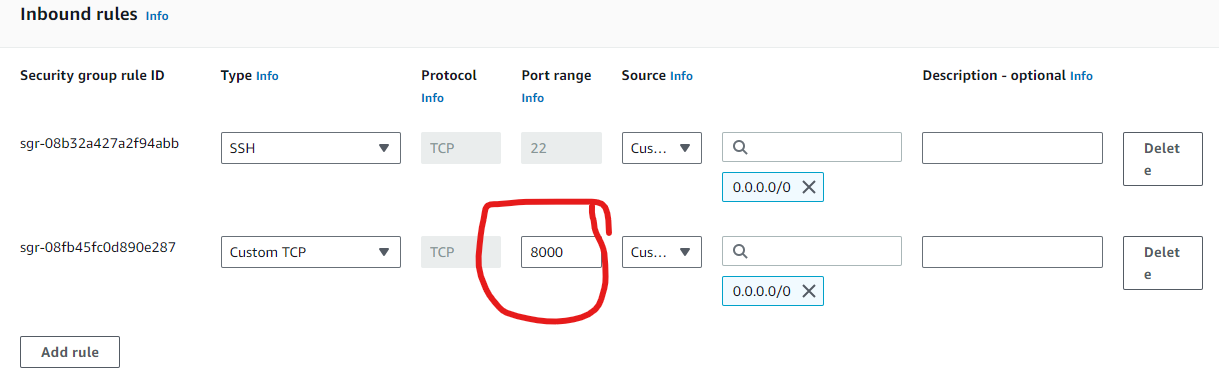 Inbound rules Info
Security group rule ID Type Info Protocol Info Port range Info Source Info Description - optional Info
sgr-08b32a427a2f94abb SSH TCP 22 Cus... Delet
0.0.0.0/0 e
sgr-08fb45fc0d890e287 Custom TCP TCP 8000 Cus... Delet
0.0.0.0/0 e
Add rule